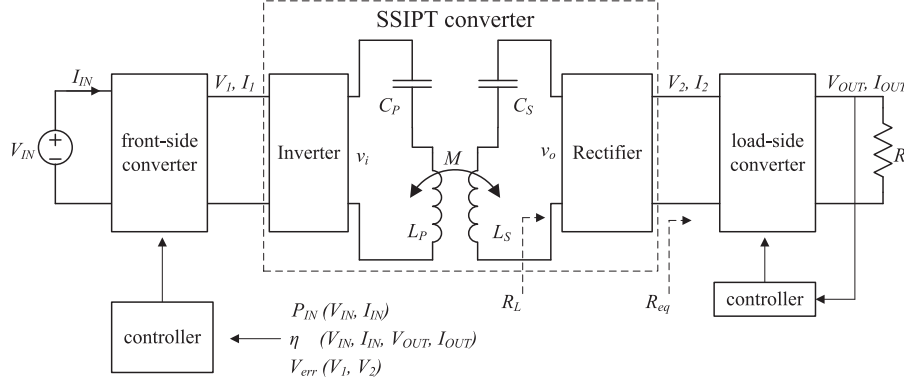 SSIPT converter
I_IN
V_1, I_1
V_2, I_2
V_OUT, I_OUT
C_P
C_S
V_IN
front-side
converter
Inverter
v_i
M
v_o
Rectifier
load-side
converter
R
L_P
L_S
R_L
R_eq
controller
controller
P_IN (V_IN, I_IN)
η (V_IN, I_IN, V_OUT, I_OUT)
V_err (V_1, V_2)